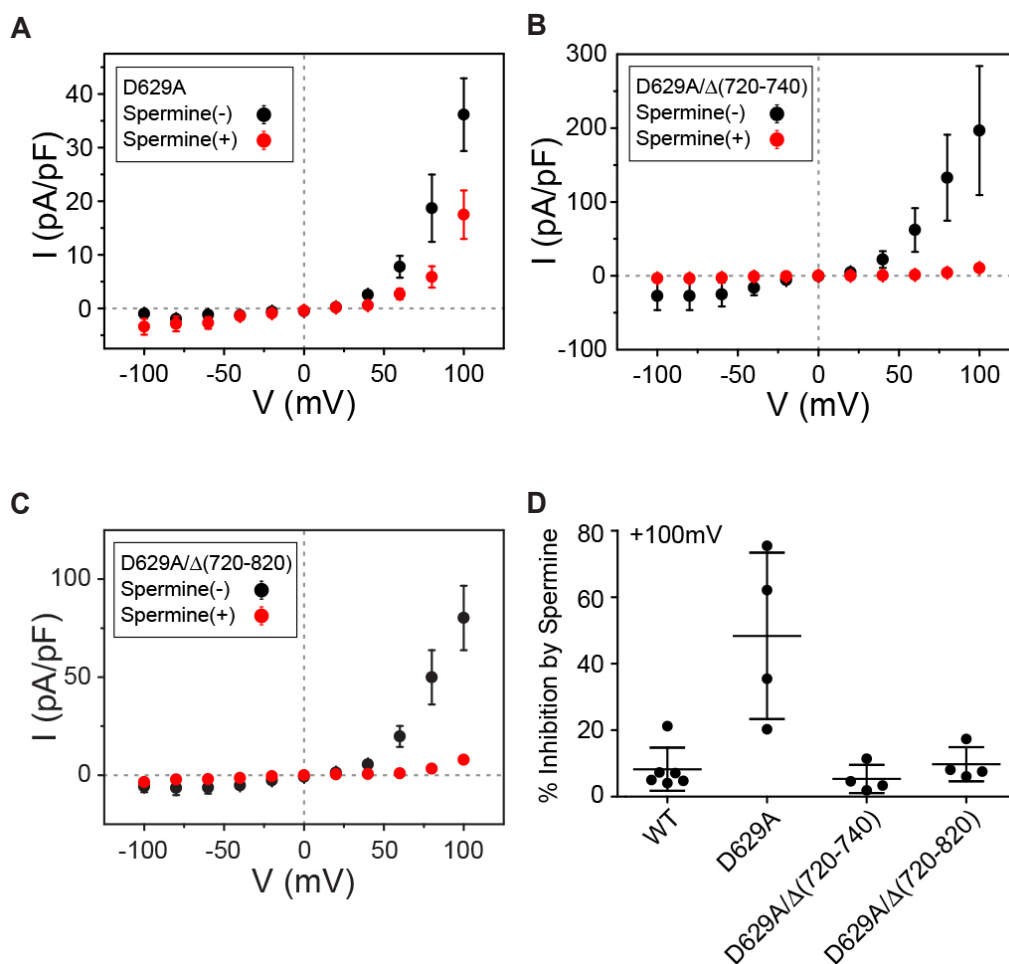 A
D629A
Spermine(-)
Spermine(+)
I (pA/pF)
40
30
20
10
0
-100
-50
0
50
100
V (mV)
B
D629A/Δ(720-740)
Spermine(-)
Spermine(+)
I (pA/pF)
300
200
100
0
-100
-100
-50
0
50
100
V (mV)
C
D629A/Δ(720-820)
Spermine(-)
Spermine(+)
I (pA/pF)
100
50
0
-100
-50
0
50
100
V (mV)
D
+100mV
% Inhibition by Spermine
80
60
40
20
0
WT
D629A
D629A/Δ(720-740)
D629A/Δ(720-820)